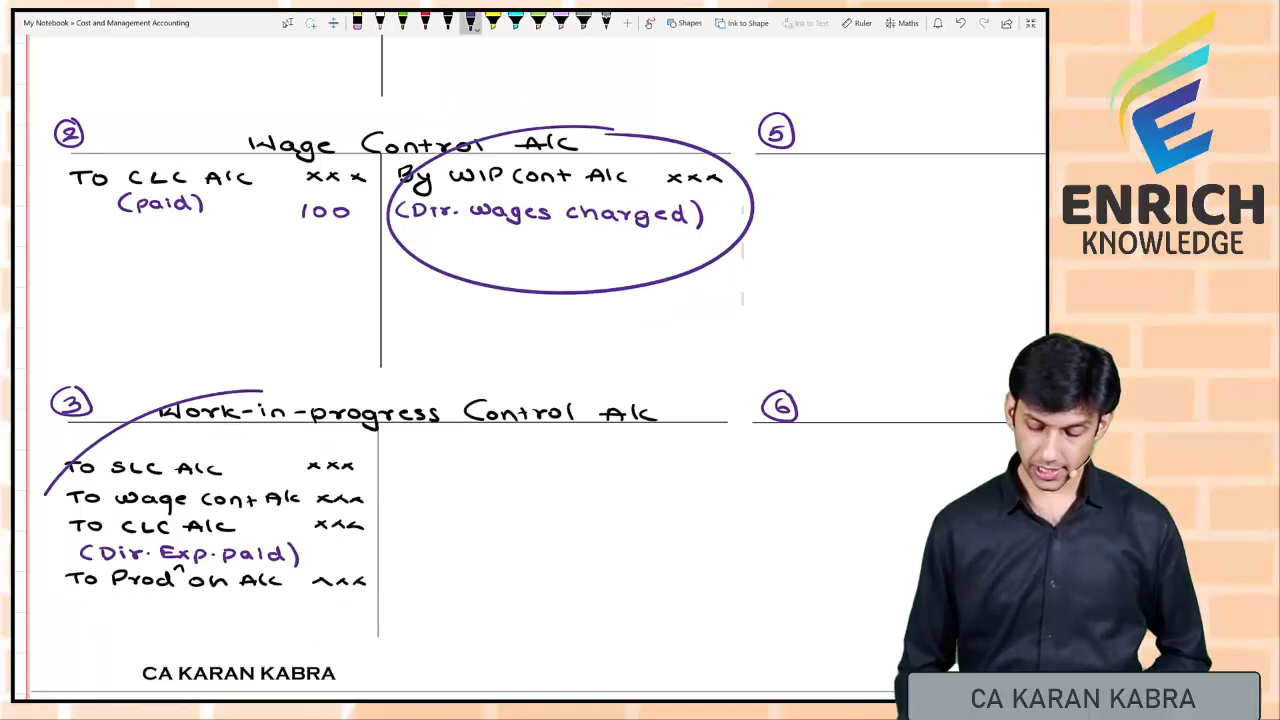 My Notebook » Cost and Management Accounting
Shapes
Ink to Shape
Ink to Text
Ruler
Maths
2
Wage Control A/c
To CLC A/c xxx
(paid) 100
By WIP Cont A/c xxx
(Dir. wages charged)
5
3
Work-in-progress Control A/c
To SLC A/c xxx
To Wage Cont A/c xxx
To CLC A/c xxx
(Dir. Exp. paid)
To Prod^n OH A/c xxx
6
CA KARAN KABRA
ENRICH
KNOWLEDGE
CA KARAN KABRA